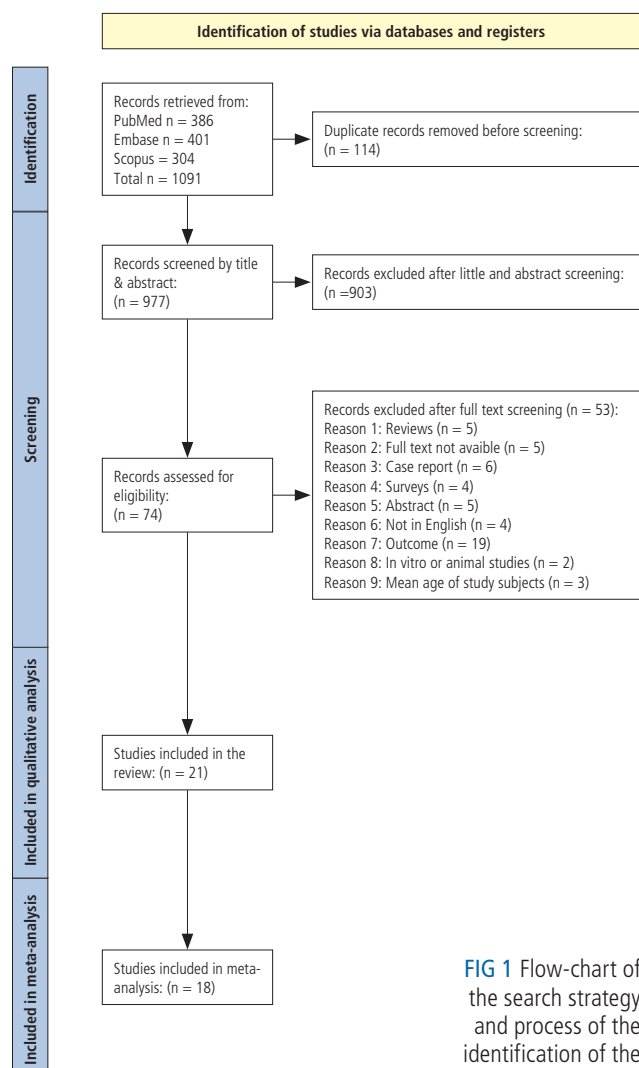 Identification of studies via databases and registers
Identification
Records retrieved from:
PubMed n = 386
Embase n = 401
Scopus = 304
Total n = 1091
Duplicate records removed before screening:
(n = 114)
Screening
Records screened by title
& abstract:
(n = 977)
Records excluded after little and abstract screening:
(n =903)
Records assessed for
eligibility:
(n = 74)
Records excluded after full text screening (n = 53):
Reason 1: Reviews (n = 5)
Reason 2: Full text not avaible (n = 5)
Reason 3: Case report (n = 6)
Reason 4: Surveys (n = 4)
Reason 5: Abstract (n = 5)
Reason 6: Not in English (n = 4)
Reason 7: Outcome (n = 19)
Reason 8: In vitro or animal studies (n = 2)
Reason 9: Mean age of study subjects (n = 3)
Included in qualitative analysis
Studies included in the
review: (n = 21)
Included in meta-analysis
Studies included in meta-
analysis: (n = 18)
FIG 1 Flow-chart of
the search strategy
and process of the
identification of the